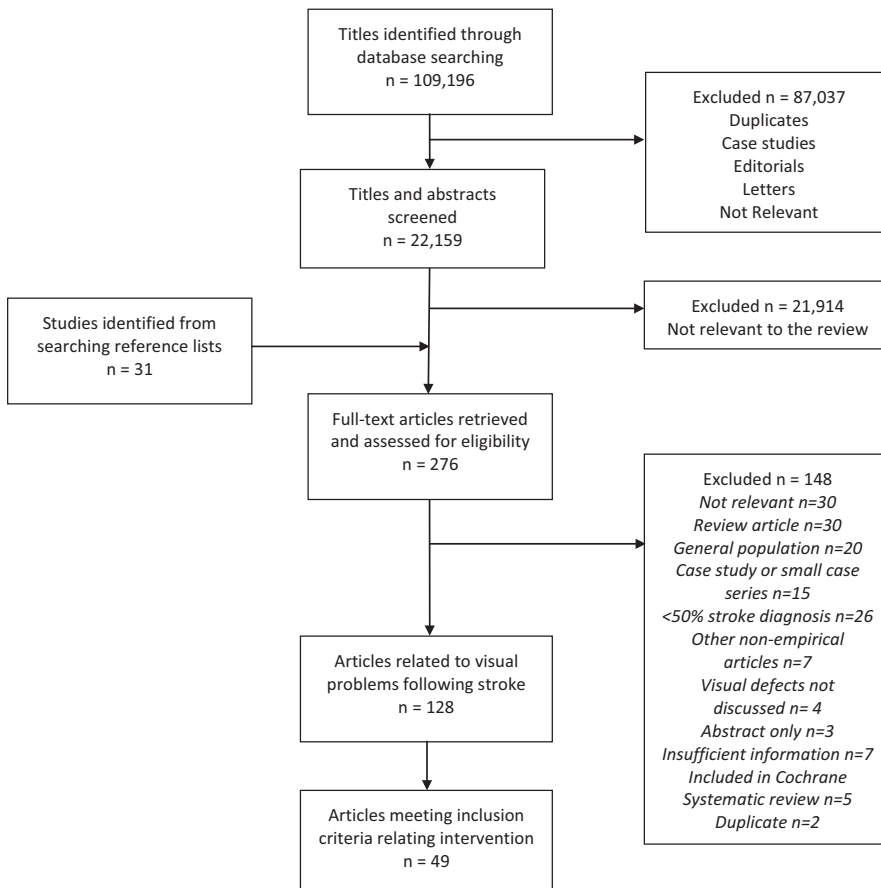 Titles identified through
database searching
n = 109,196
Excluded n = 87,037
Duplicates
Case studies
Editorials
Letters
Not Relevant
Titles and abstracts
screened
n = 22,159
Excluded n = 21,914
Not relevant to the review
Studies identified from
searching reference lists
n = 31
Full-text articles retrieved
and assessed for eligibility
n = 276
Excluded n = 148
Not relevant n=30
Review article n=30
General population n=20
Case study or small case
series n=15
<50% stroke diagnosis n=26
Other non-empirical
articles n=7
Visual defects not
discussed n= 4
Abstract only n=3
Insufficient information n=7
Included in Cochrane
Systematic review n=5
Duplicate n=2
Articles related to visual
problems following stroke
n = 128
Articles meeting inclusion
criteria relating intervention
n = 49